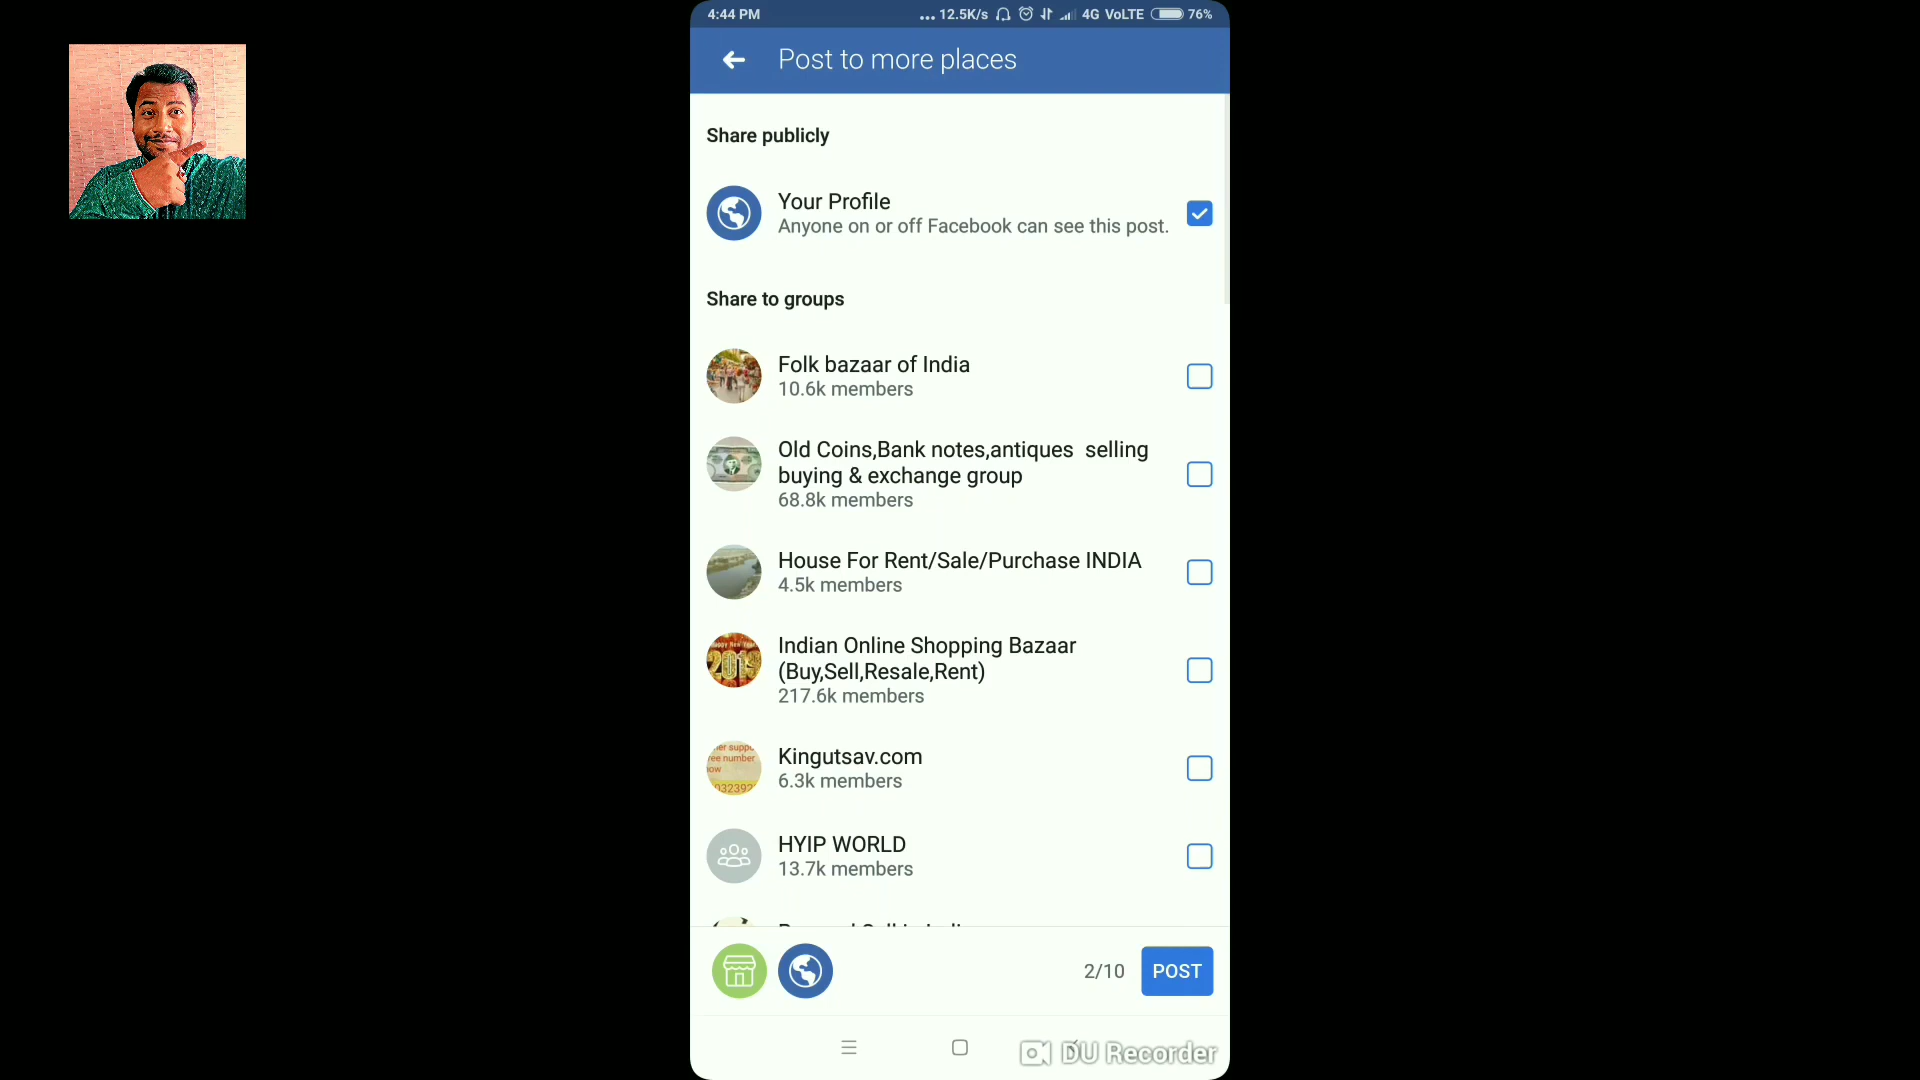 4:44 PM
... 12.5K/s 4G VoLTE 76%
Post to more places
Share publicly
Your Profile
Anyone on or off Facebook can see this post.
Share to groups
Folk bazaar of India
10.6k members
Old Coins,Bank notes,antiques  selling
buying & exchange group
68.8k members
House For Rent/Sale/Purchase INDIA
4.5k members
2019
Indian Online Shopping Bazaar
(Buy,Sell,Resale,Rent)
217.6k members
Kingutsav.com
6.3k members
HYIP WORLD
13.7k members
2/10
POST
DU Recorder